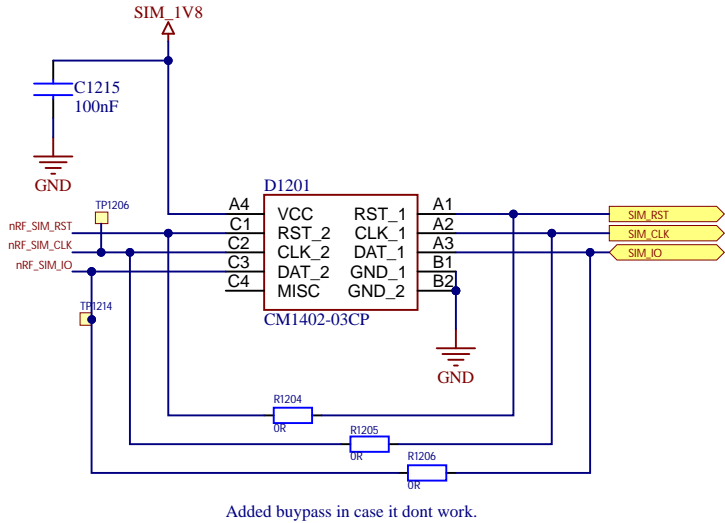 SIM_1V8
C1215
100nF
GND
D1201
TP1206
nRF_SIM_RST
nRF_SIM_CLK
nRF_SIM_IO
TP1214
A4
C1
C2
C3
C4
VCC
RST_2
CLK_2
DAT_2
MISC
RST_1
CLK_1
DAT_1
GND_1
GND_2
A1
A2
A3
B1
B2
SIM_RST
SIM_CLK
SIM_IO
CM1402-03CP
GND
R1204
0R
R1205
0R
R1206
0R
Added buypass in case it dont work.